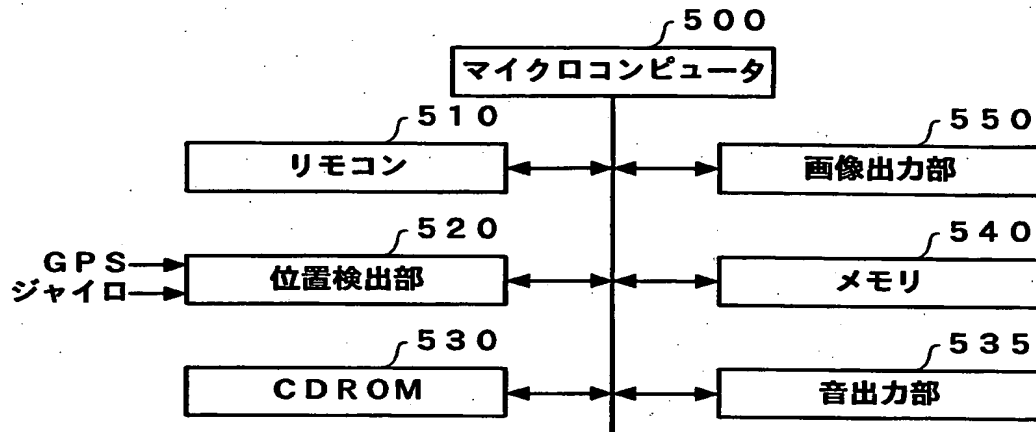 500
マイクロコンピュータ
510
リモコン
550
画像出力部
520
GPS
ジャイロ
位置検出部
540
メモリ
530
CDROM
535
音出力部